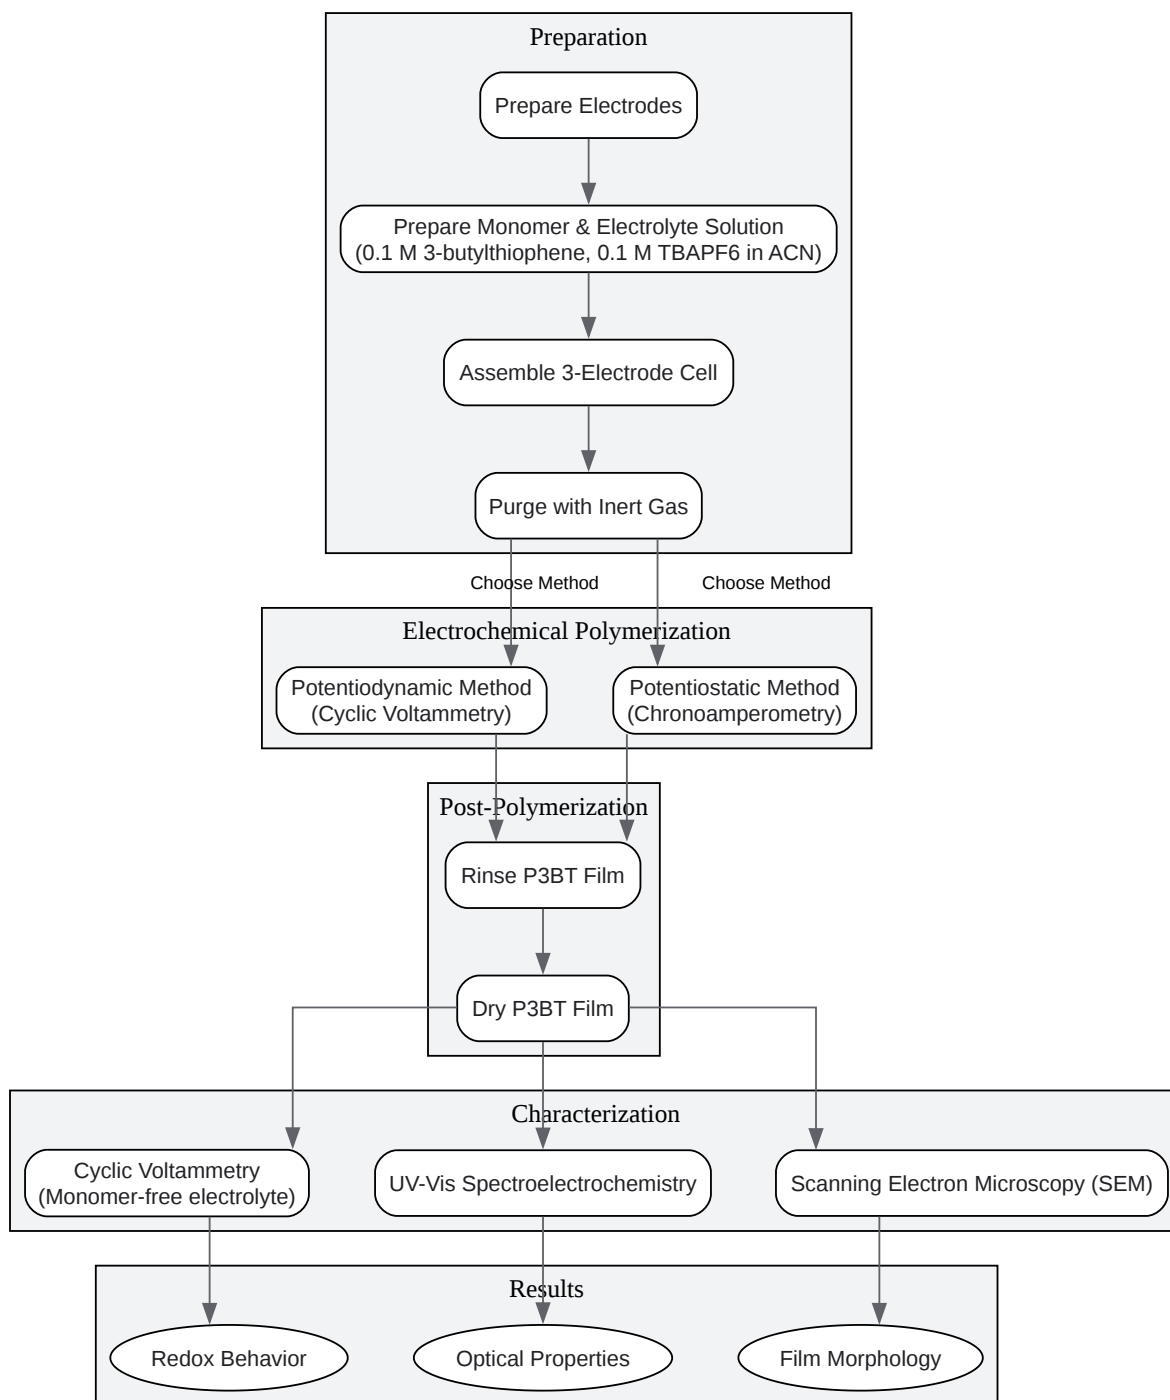 Preparation
Prepare Electrodes
Prepare Monomer & Electrolyte Solution
(0.1 M 3-butylthiophene, 0.1 M TBAPF6 in ACN)
Assemble 3-Electrode Cell
Purge with Inert Gas
Choose Method
Choose Method
Electrochemical Polymerization
Potentiodynamic Method
(Cyclic Voltammetry)
Potentiostatic Method
(Chronoamperometry)
Post-Polymerization
Rinse P3BT Film
Dry P3BT Film
Characterization
Cyclic Voltammetry
(Monomer-free electrolyte)
UV-Vis Spectroelectrochemistry
Scanning Electron Microscopy (SEM)
Results
Redox Behavior
Optical Properties
Film Morphology